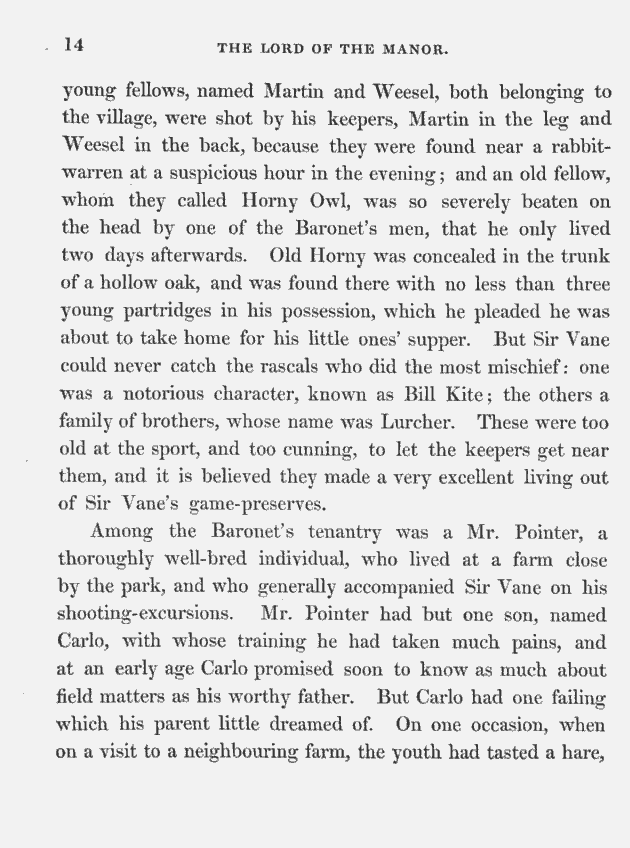 14 THE LORD OF THE MANOR.
young fellows, named Martin and Weesel, both belonging to
the village, were shot by his keepers, Martin in the leg and
Weesel in the back, because they were found near a rabbit-
warren at a suspicious hour in the evening; and an old fellow,
whom they called Horny Owl, was so severely beaten on
the head by one of the Baronet's men, that he only lived
two days afterwards. Old Horny was concealed in the trunk
of a hollow oak, and was found there with no less than three
young partridges in his possession, which he pleaded he was
about to take home for his little ones' supper. But Sir Vane
could never catch the rascals who did the most mischief: one
was a notorious character, known as Bill Kite; the others a
family of brothers, whose name was Lurcher. These were too
old at the sport, and too cunning, to let the keepers get near
them, and it is believed they made a very excellent living out
of Sir Vane's game-preserves.
Among the Baronet's tenantry was a Mr. Pointer, a
thoroughly well-bred individual, who lived at a farm close
by the park, and who generally accompanied Sir Vane on his
shooting-excursions. Mr. Pointer had but one son, named
Carlo, with whose training he had taken much pains, and
at an early age Carlo promised soon to know as much about
field matters as his worthy father. But Carlo had one failing
which his parent little dreamed of. On one occasion, when
on a visit to a neighbouring farm, the youth had tasted a hare,